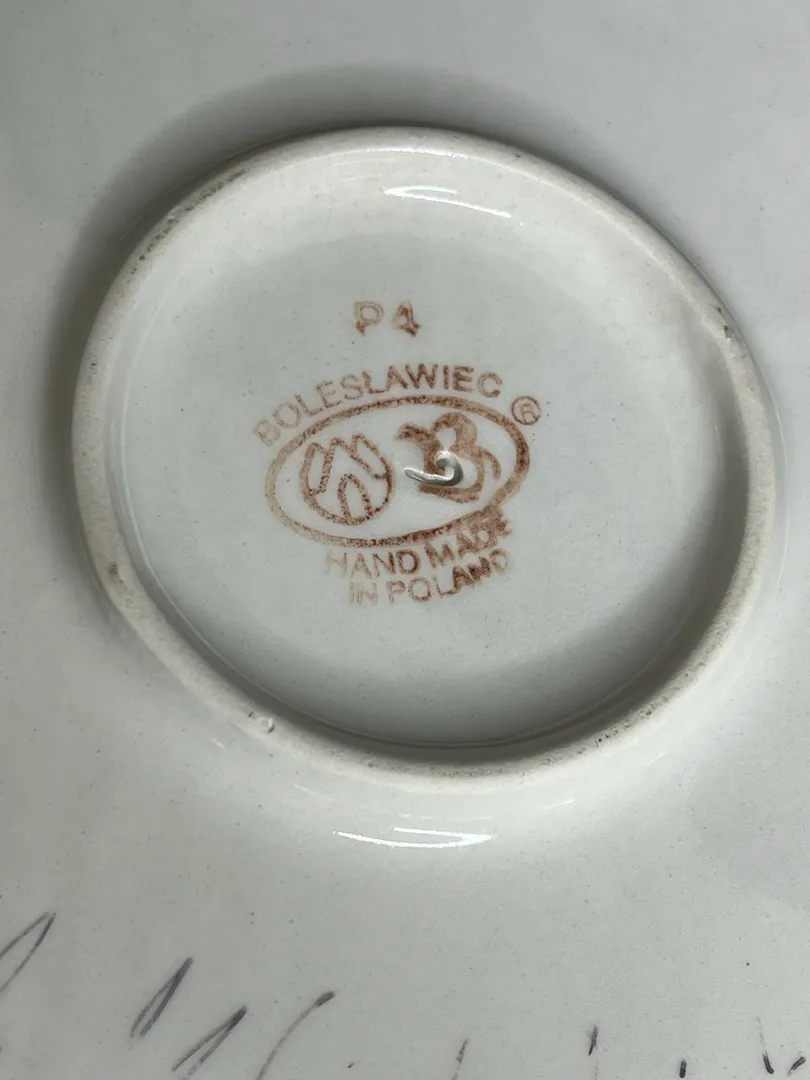 P4
BOLESLAWIEC ®
HAND MADE
IN POLAND